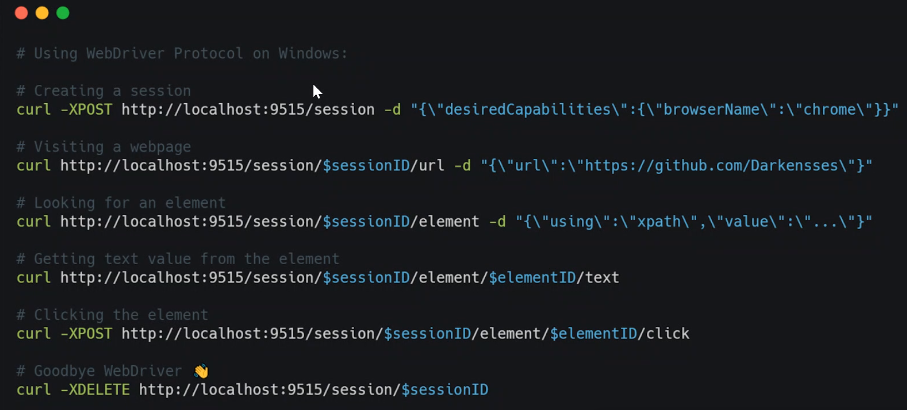 # Using WebDriver Protocol on Windows:
# Creating a session
curl -XPOST http://localhost:9515/session -d "{\"desiredCapabilities\":{\"browserName\":\"chrome\"}}"
# Visiting a webpage
curl http://localhost:9515/session/$sessionID/url -d "{\"url\":\"https://github.com/Darkensses\"}"
# Looking for an element
curl http://localhost:9515/session/$sessionID/element -d "{\"using\":\"xpath\",\"value\":\"...\"}"
# Getting text value from the element
curl http://localhost:9515/session/$sessionID/element/$elementID/text
# Clicking the element
curl -XPOST http://localhost:9515/session/$sessionID/element/$elementID/click
# Goodbye WebDriver 👋
curl -XDELETE http://localhost:9515/session/$sessionID